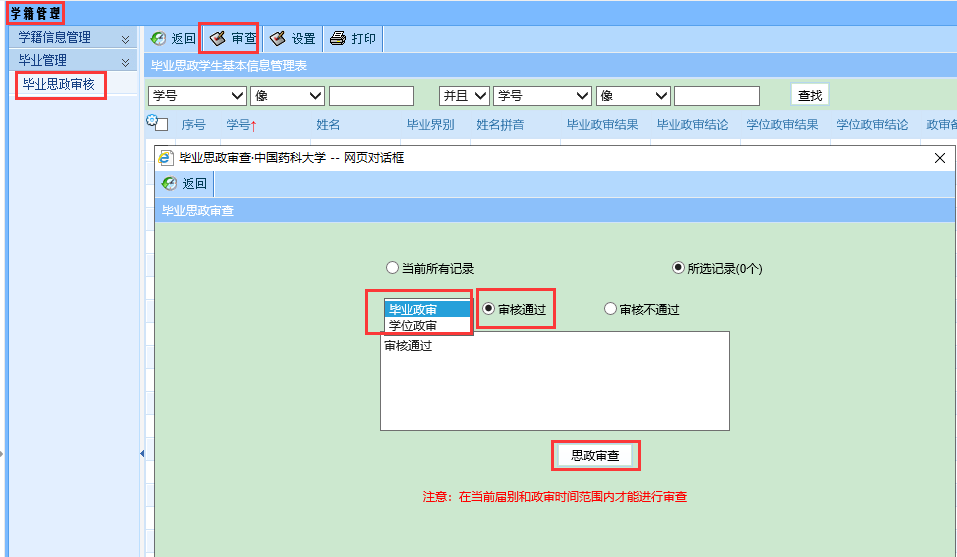 学籍管理
学籍信息管理
毕业管理
毕业思政审核
返回 审查 设置 打印
毕业思政学生基本信息管理表
学号 像 并且 学号 像 查找
序号 学号↑ 姓名 毕业界别 姓名拼音 毕业政审结果 毕业政审结论 学位政审结果 学位政审结论 政审备
毕业思政审查·中国药科大学 -- 网页对话框
返回
毕业思政审查
当前所有记录 所选记录(0个)
毕业政审 审核通过 审核不通过
学位政审
审核通过
思政审查
注意：在当前届别和政审时间范围内才能进行审查